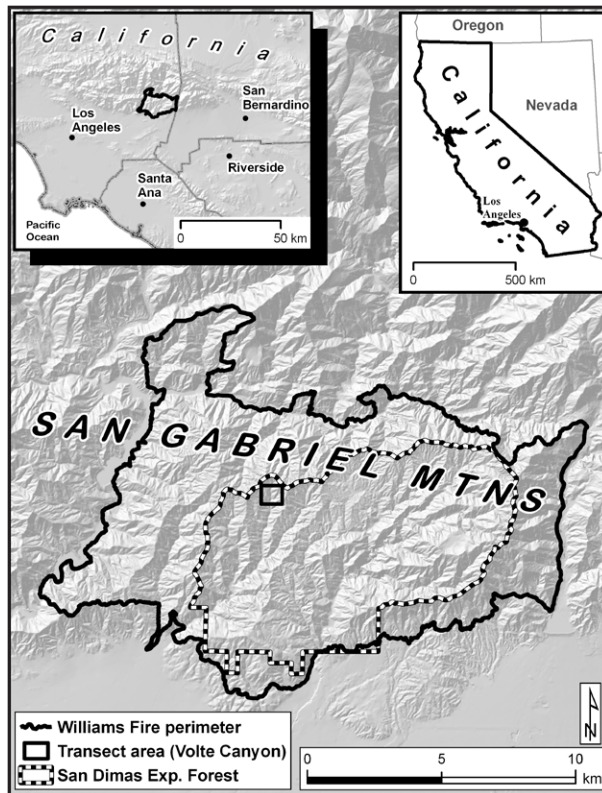 California
Los
Angeles
San
Bernardino
Riverside
Santa
Ana
Pacific
Ocean
0 50 km
Oregon
Nevada
California
Los
Angeles
0 500 km
SAN GABRIEL MTNS
Williams Fire perimeter
Transect area (Volte Canyon)
San Dimas Exp. Forest
N
0 5 10
km